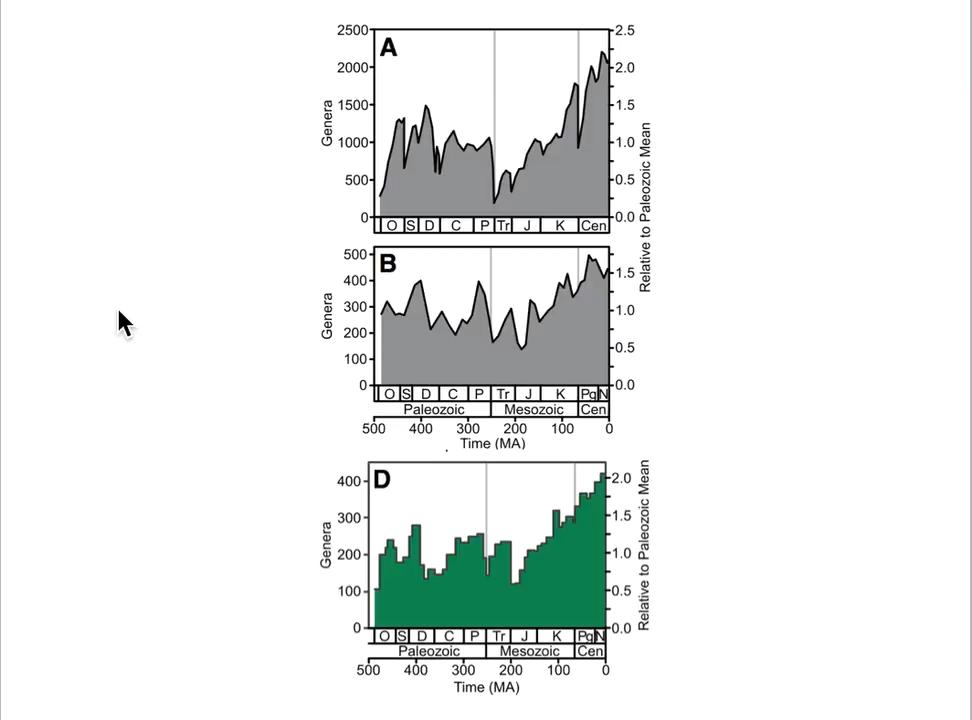 A
2500
2000
1500
1000
500
0
Genera
2.5
2.0
1.5
1.0
0.5
0.0
Relative to Paleozoic Mean
O S D C P Tr J K Cen
B
500
400
300
200
100
0
Genera
1.5
1.0
0.5
0.0
O S D C P Tr J K Pg N
Paleozoic Mesozoic Cen
500 400 300 200 100 0
Time (MA)
D
400
300
200
100
0
Genera
2.0
1.5
1.0
0.5
0.0
Relative to Paleozoic Mean
O S D C P Tr J K Pg N
Paleozoic Mesozoic Cen
500 400 300 200 100 0
Time (MA)